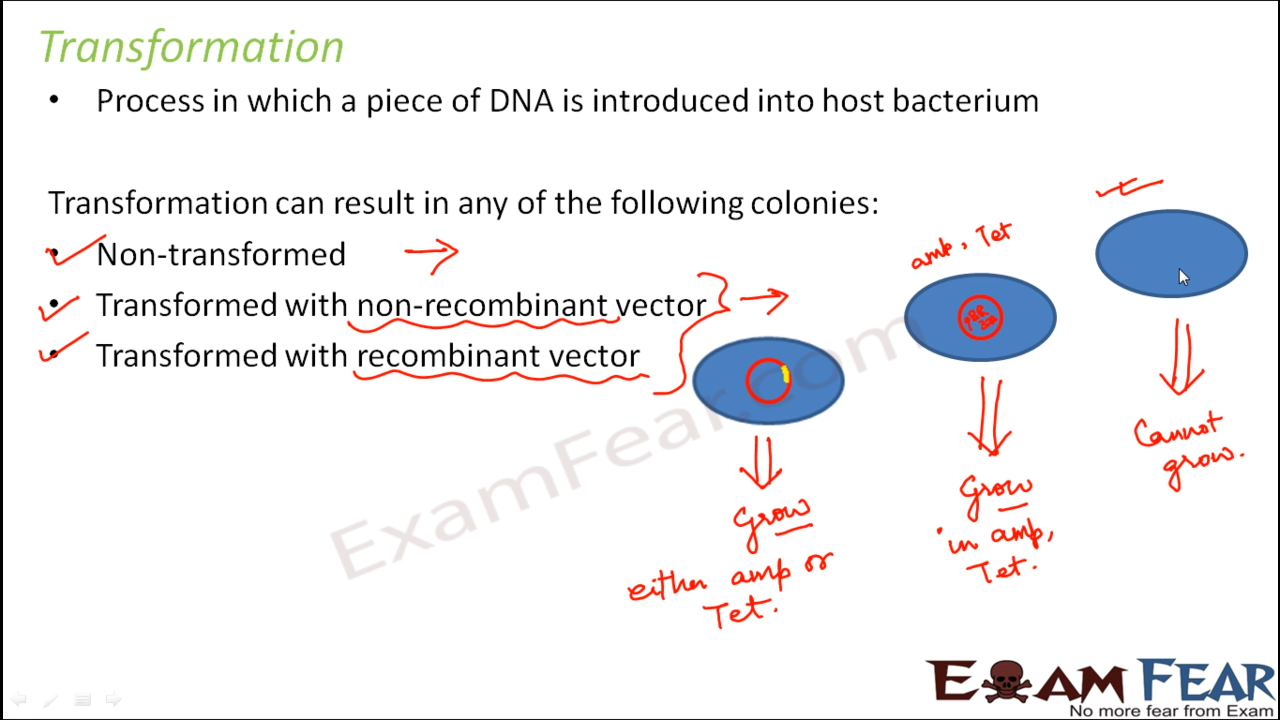 Transformation
• Process in which a piece of DNA is introduced into host bacterium
Transformation can result in any of the following colonies:
• Non-transformed
• Transformed with non-recombinant vector
• Transformed with recombinant vector
amp, Tet
pBR
322
Grow
either amp or
Tet.
Grow
in amp,
Tet.
Cannot
grow.
ExamFear.com
EXAM FEAR
No more fear from Exam